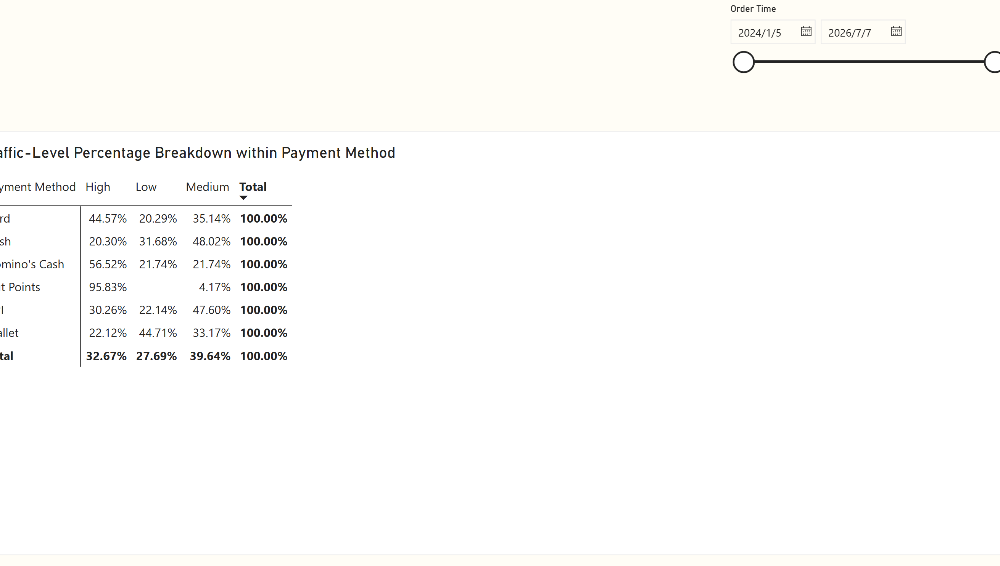 Order Time
2024/1/5 2026/7/7
affic-Level Percentage Breakdown within Payment Method
yment Method High Low Medium Total
rd 44.57% 20.29% 35.14% 100.00%
sh 20.30% 31.68% 48.02% 100.00%
omino's Cash 56.52% 21.74% 21.74% 100.00%
t Points 95.83% 4.17% 100.00%
I 30.26% 22.14% 47.60% 100.00%
allet 22.12% 44.71% 33.17% 100.00%
tal 32.67% 27.69% 39.64% 100.00%